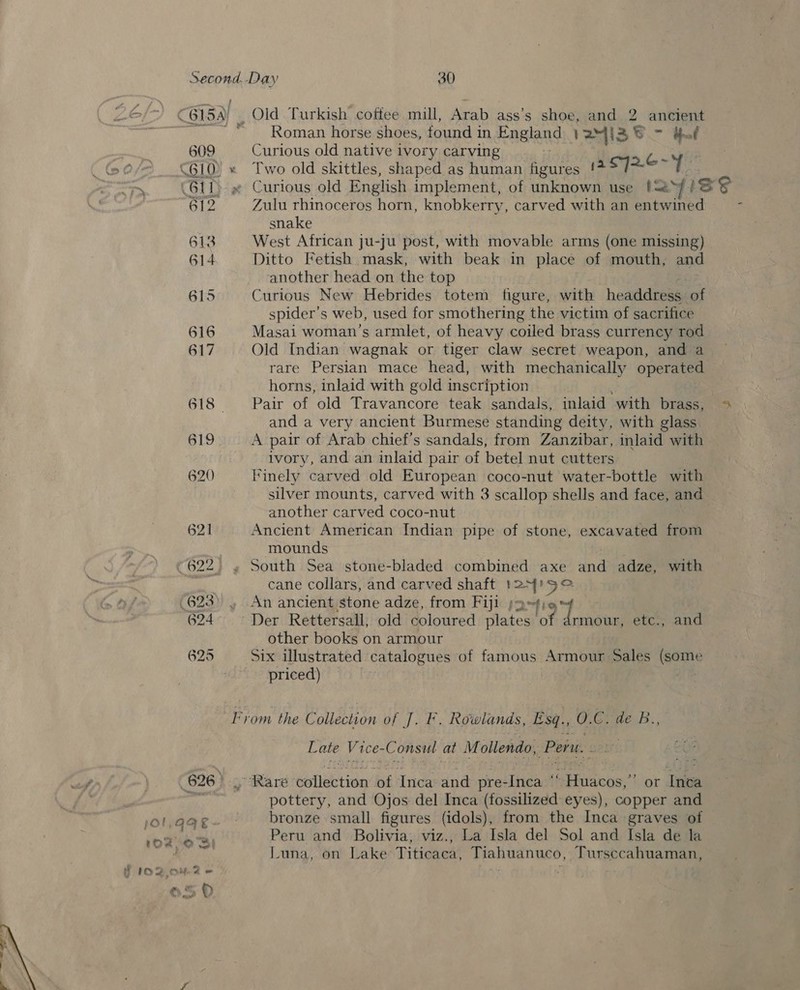 Second Day 30
26/- 615A Old Turkish coffee mill, Arab ass's shoe, and 2 ancient
Roman horse shoes, found in England 124138 - 4
609 Curious old native ivory carving
60/- 610 x Two old skittles, shaped as human figures 125926-7
611 x Curious old English implement, of unknown use 124188
612 Zulu rhinoceros horn, knobkerry, carved with an entwined
snake
613 West African ju-ju post, with movable arms (one missing)
614 Ditto Fetish mask, with beak in place of mouth, and
another head on the top
615 Curious New Hebrides totem figure, with headdress of
spider's web, used for smothering the victim of sacrifice
616 Masai woman's armlet, of heavy coiled brass currency rod
617 Old Indian wagnak or tiger claw secret weapon, and a
rare Persian mace head, with mechanically operated
horns, inlaid with gold inscription
618 Pair of old Travancore teak sandals, inlaid with brass,
and a very ancient Burmese standing deity, with glass
619 A pair of Arab chief's sandals, from Zanzibar, inlaid with
ivory, and an inlaid pair of betel nut cutters
620 Finely carved old European coco-nut water-bottle with
silver mounts, carved with 3 scallop shells and face, and
another carved coco-nut
621 Ancient American Indian pipe of stone, excavated from
mounds
622 South Sea stone-bladed combined axe and adze, with
cane collars, and carved shaft 124190
623 An ancient stone adze, from Fiji 124194
624 Der Rettersall, old coloured plates of armour, etc., and
other books on armour
625 Six illustrated catalogues of famous Armour Sales (some
priced)
From the Collection of J. F. Rowlands, Esq., O.C. de B.,
Late Vice-Consul at Mollendo, Peru.
626 Rare collection of Inca and pre-Inca “Huacos,” or Inca
pottery, and Ojos del Inca (fossilized eyes), copper and
bronze small figures (idols), from the Inca graves of
Peru and Bolivia, viz., La Isla del Sol and Isla de la
Luna, on Lake Titicaca, Tiahuanuco, Tursccahuaman,